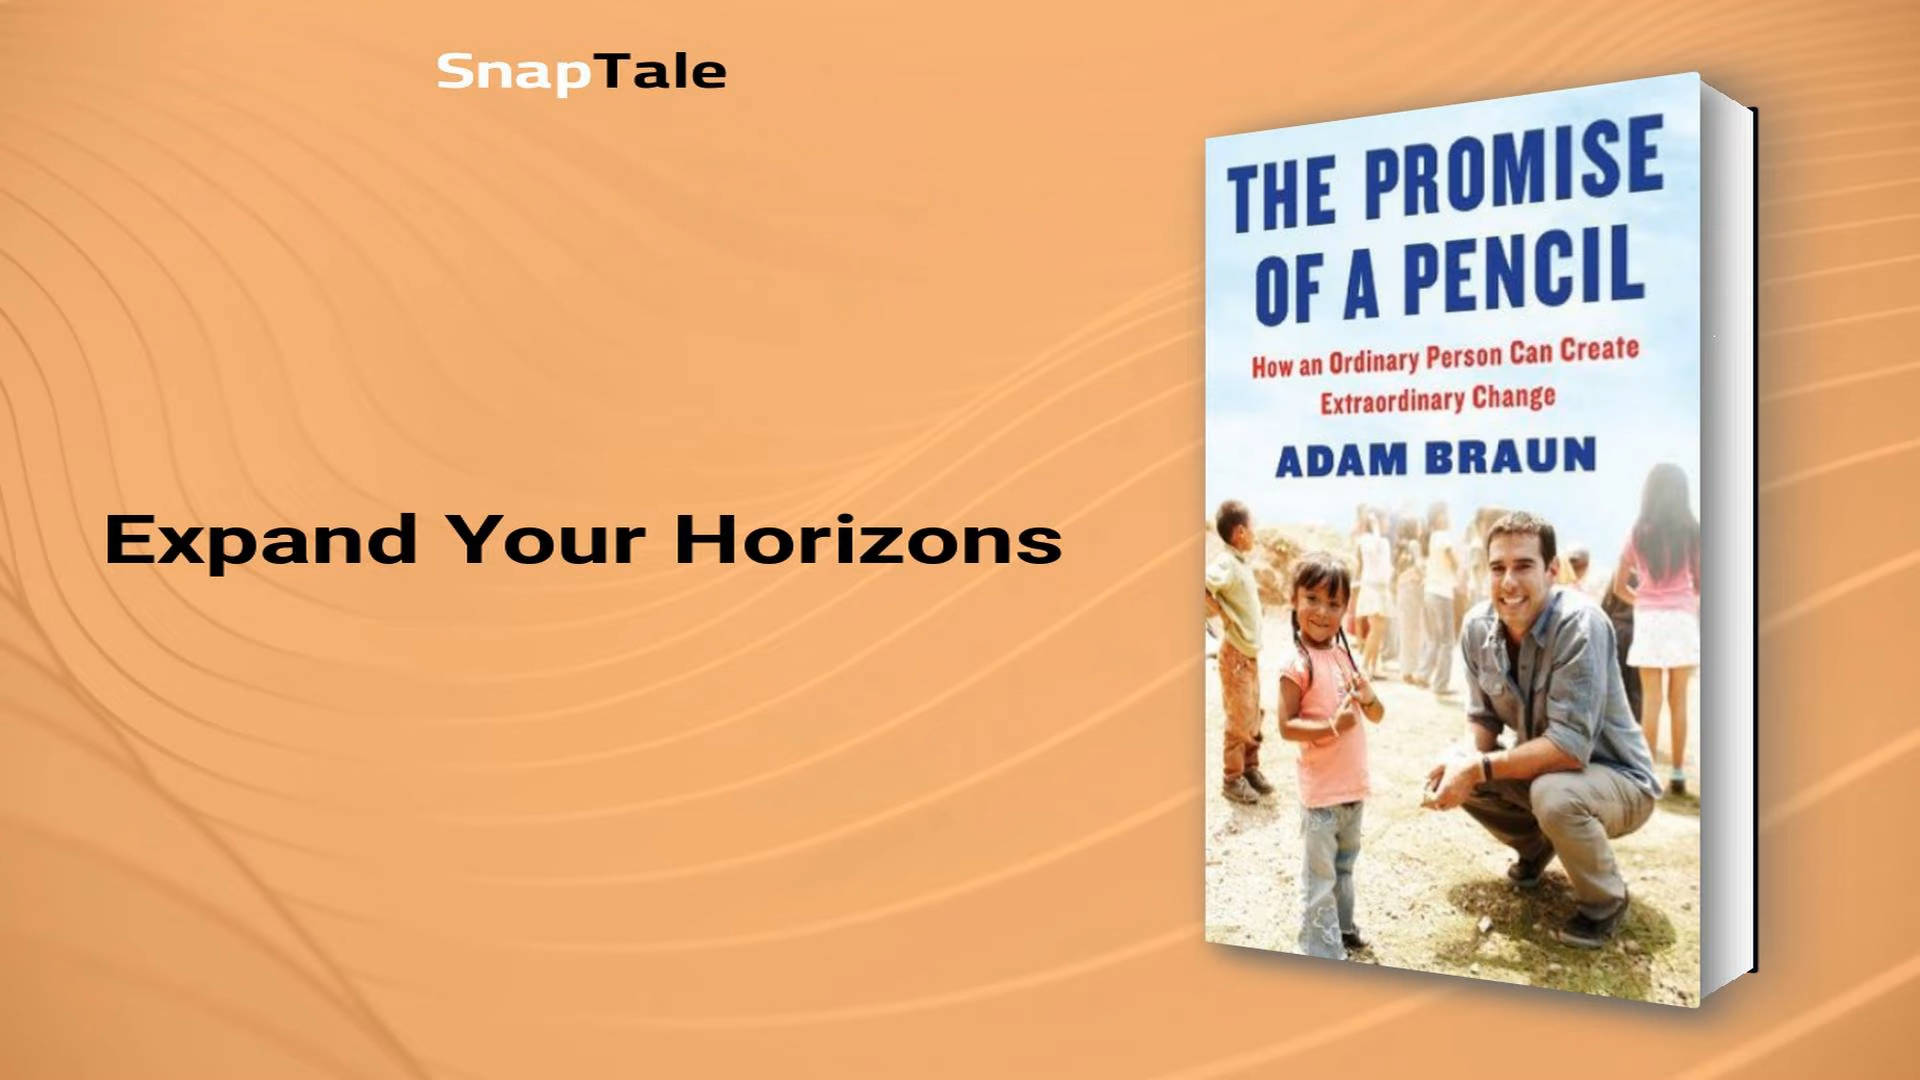 SnapTale
Expand Your Horizons
THE PROMISE
OF A PENCIL
How an Ordinary Person Can Create
Extraordinary Change
ADAM BRAUN